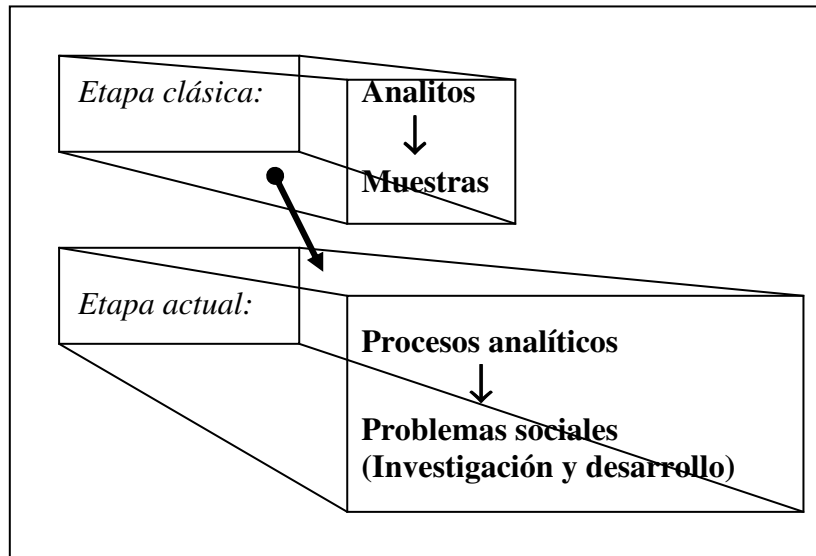 Etapa clásica:
Analitos
Muestras
Etapa actual:
Procesos analíticos
Problemas sociales
(Investigación y desarrollo)